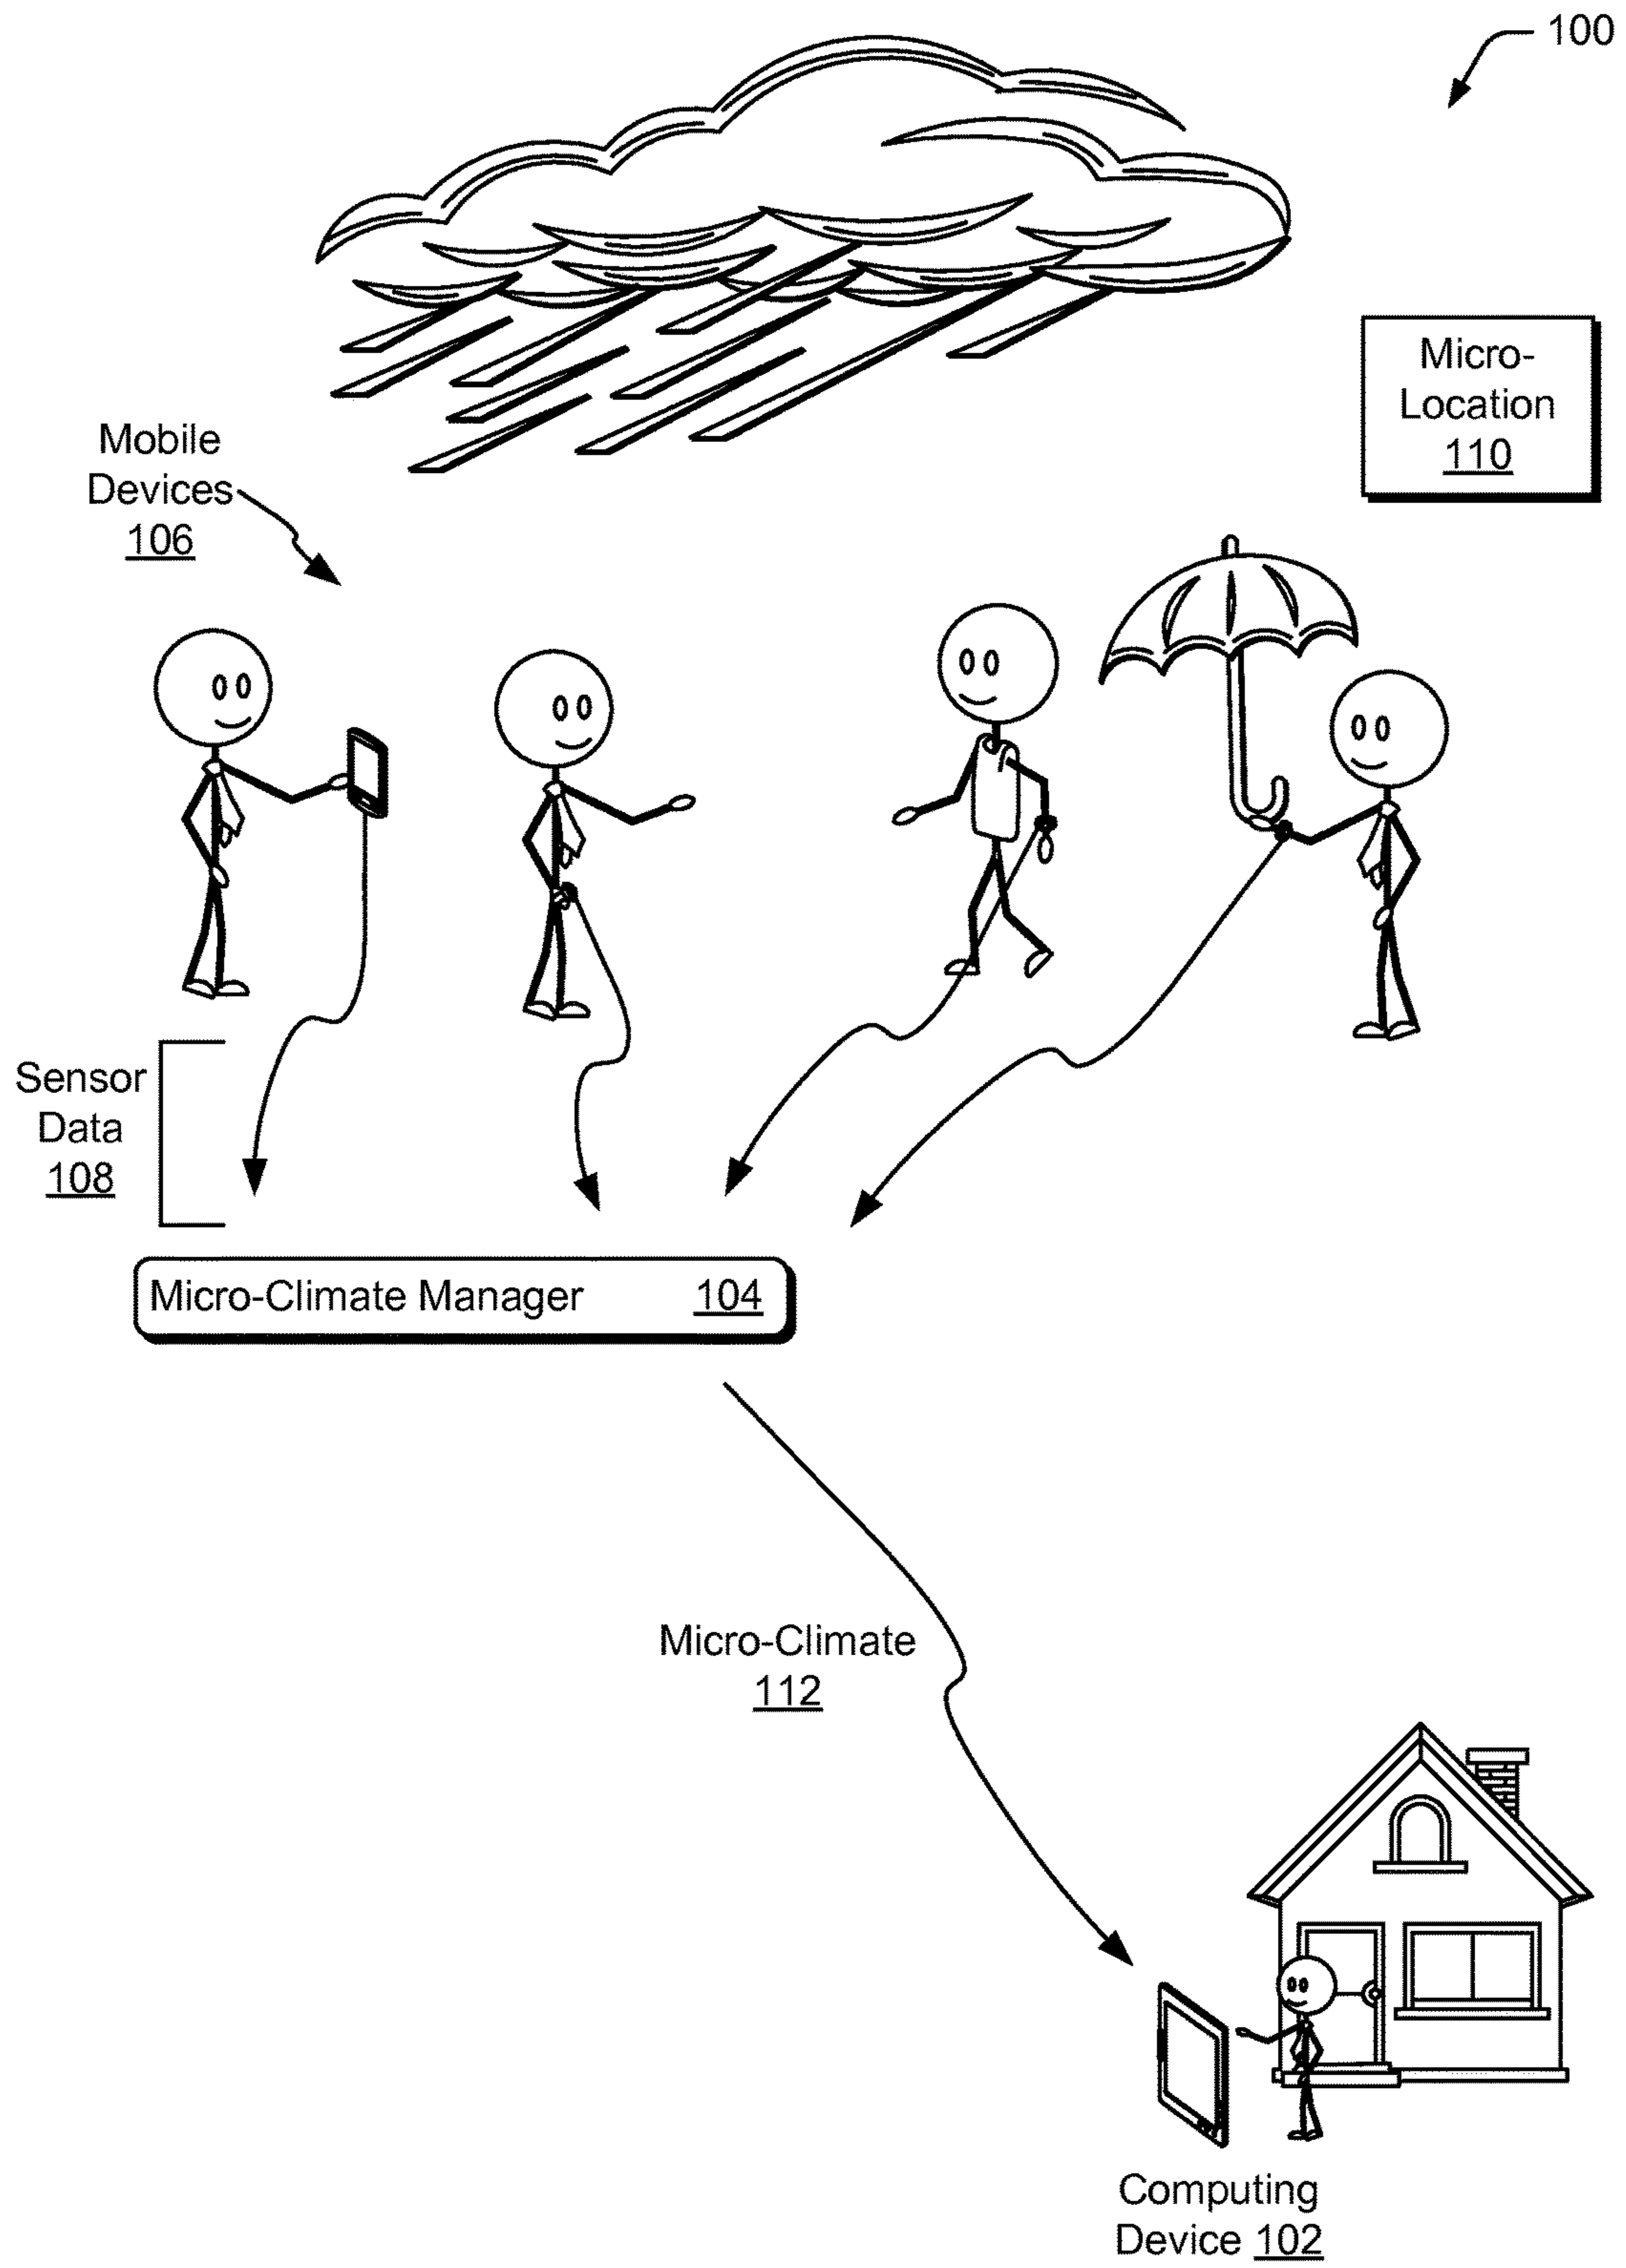 100
Micro-
Location
110
Mobile
Devices
106
Sensor
Data
108
Micro-Climate Manager 104
Micro-Climate
112
Computing
Device 102